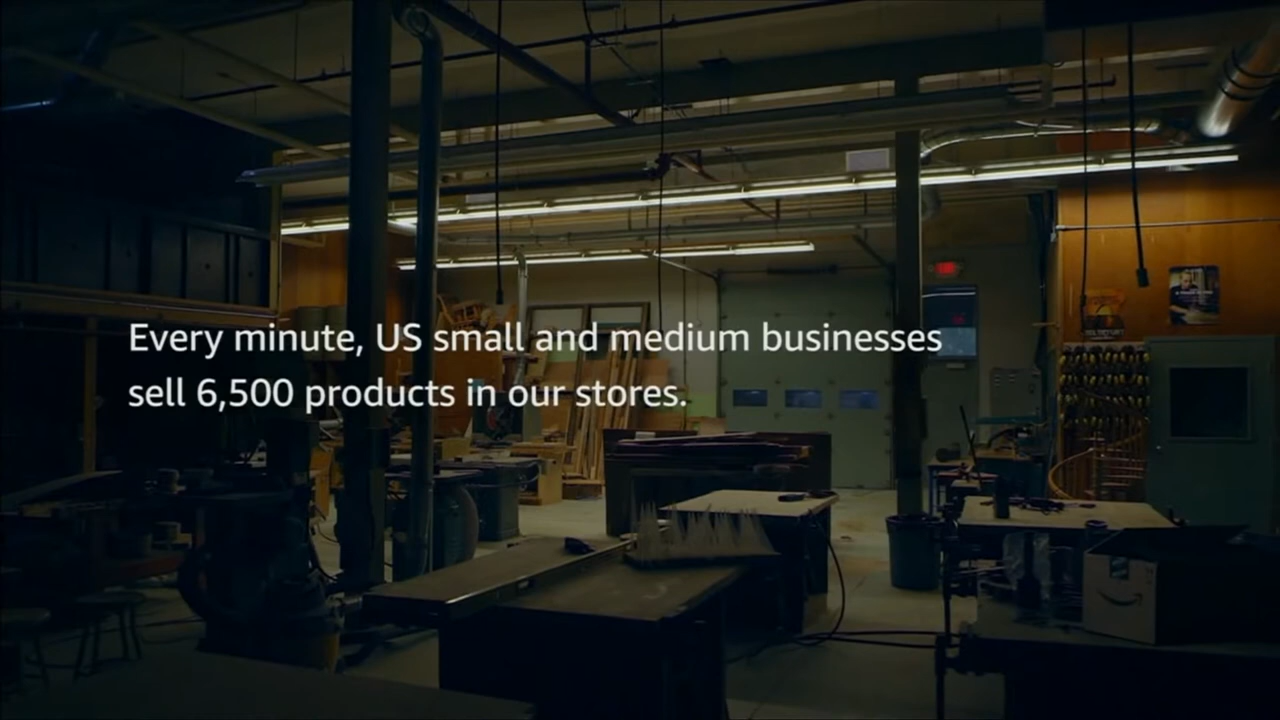 Every minute, US small and medium businesses
sell 6,500 products in our stores.